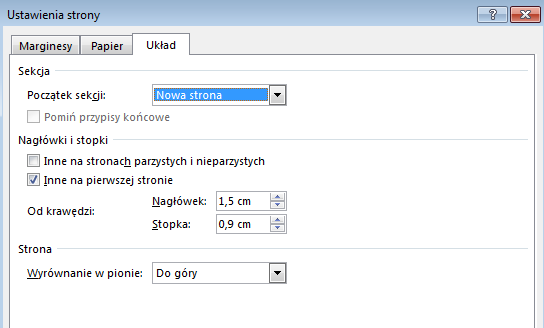 Ustawienia strony
Marginesy Papier Układ
Sekcja
Początek sekcji: Nowa strona
Pomiń przypisy końcowe
Nagłówki i stopki
Inne na stronach parzystych i nieparzystych
Inne na pierwszej stronie
Nagłówek: 1,5 cm
Od krawędzi:
Stopka: 0,9 cm
Strona
Wyrównanie w pionie: Do góry